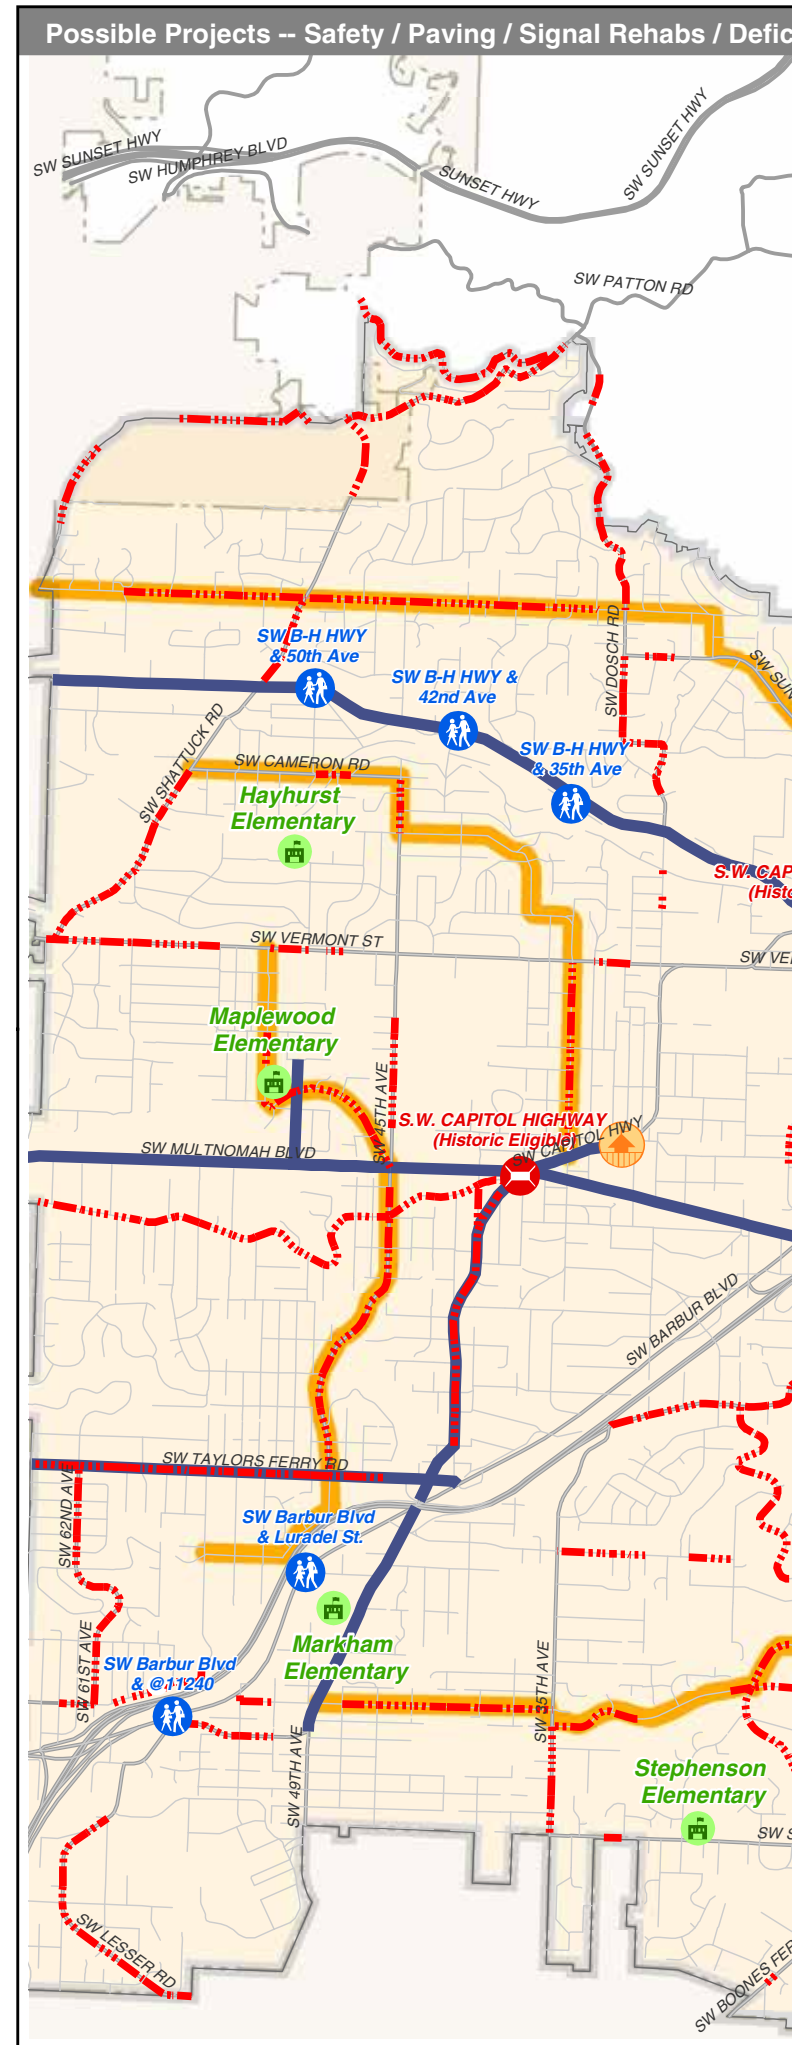 Possible Projects -- Safety / Paving / Signal Rehabs / Defic
SW SUNSET HWY
SW HUMPHREY BLVD
SUNSET HWY
SW SUNSET HWY
SW PATTON RD
SW B-H HWY
& 50th Ave
SW DOSCH RD
SW SUN
SW B-H HWY &
42nd Ave
SW SHATTUCK RD
SW B-H HWY
& 35th Ave
SW CAMERON RD
Hayhurst
Elementary
S.W. CAP
(Histo
SW VERMONT ST
SW VE
Maplewood
Elementary
SW 45TH AVE
S.W. CAPITOL HIGHWAY
(Historic Eligible)
SW CAPITOL HWY
SW MULTNOMAH BLVD
SW BARBUR BLVD
SW TAYLORS FERRY RD
SW 62ND AVE
SW Barbur Blvd
& Luradel St.
Markham
Elementary
SW 61ST AVE
SW Barbur Blvd
& @11240
SW 35TH AVE
SW 49TH AVE
Stephenson
Elementary
SW S
SW LESSER RD
SW BOONES FER